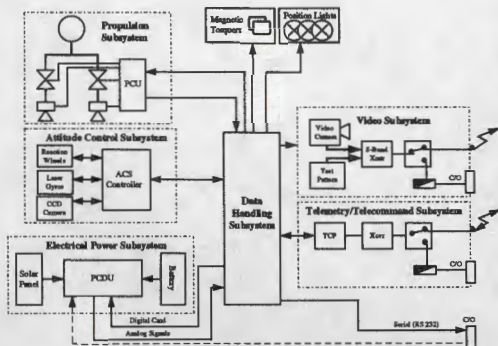 Propulsion
Subsystem
PCU
Magnetic
Torquers
Position Lights
Attitude Control Subsystem
Reaction
Wheels
Laser
Gyros
CCD
Camera
ACS
Controller
Data
Handling
Subsystem
Video Subsystem
Video
Camera
Test
Pattern
S-Band
Xmtr
C/O
Telemetry/Telecommand Subsystem
TCP
Xcvr
C/O
Electrical Power Subsystem
Solar
Panel
PCDU
Battery
Digital Cmd
Analog Signals
Serial (RS 232)
C/O